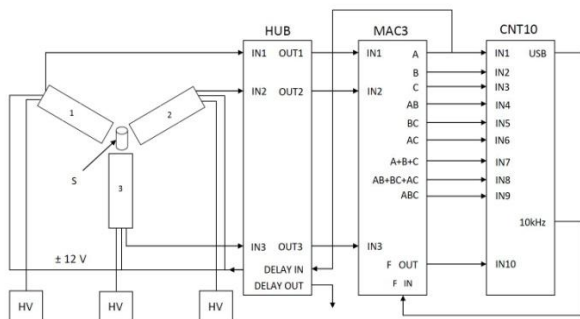 HUB MAC3 CNT10
IN1 OUT1 IN1 A IN1 USB
B IN2
IN2 OUT2 IN2 C IN3
1 2 AB IN4
BC IN5
AC IN6
S
3 A+B+C IN7
AB+BC+AC IN8
ABC IN9
10kHz
IN3 OUT3 IN3
± 12 V DELAY IN F OUT IN10
DELAY OUT F IN
HV HV HV